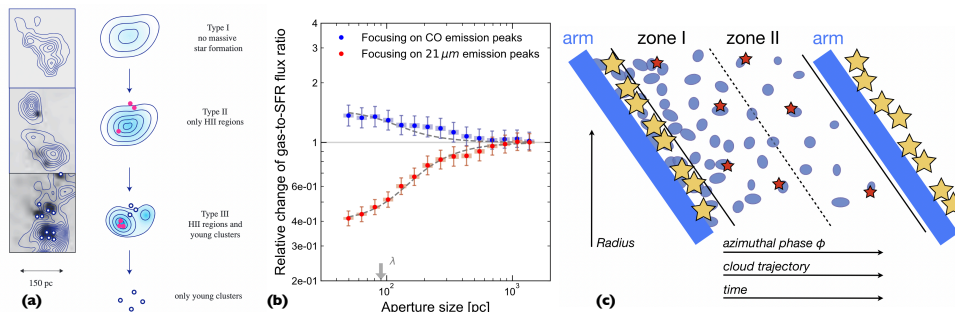 Type I
no massive
star formation
Type II
only HII regions
Type III
HII regions and
young clusters
only young clusters
150 pc
(a)
Relative change of gas-to-SFR flux ratio
Focusing on CO emission peaks
Focusing on 21 μm emission peaks
4
2
1
6e-01
4e-01
3e-01
2e-01
λ
10²
10³
Aperture size [pc]
(b)
arm
zone I
zone II
arm
Radius
azimuthal phase ϕ
cloud trajectory
time
(c)